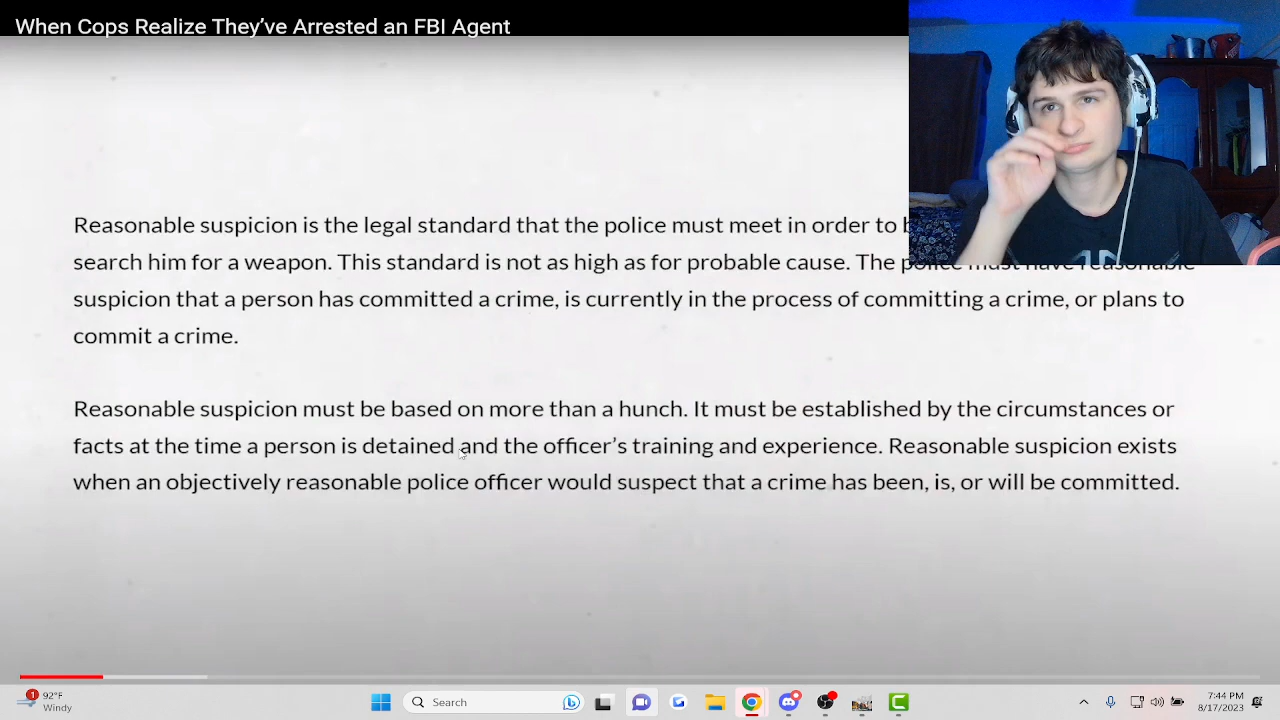 When Cops Realize They’ve Arrested an FBI Agent
Reasonable suspicion is the legal standard that the police must meet in order to
search him for a weapon. This standard is not as high as for probable cause. The police must have reasonable
suspicion that a person has committed a crime, is currently in the process of committing a crime, or plans to
commit a crime.
Reasonable suspicion must be based on more than a hunch. It must be established by the circumstances or
facts at the time a person is detained and the officer’s training and experience. Reasonable suspicion exists
when an objectively reasonable police officer would suspect that a crime has been, is, or will be committed.
1
92°F
Windy
Search
7:44 PM
8/17/2023